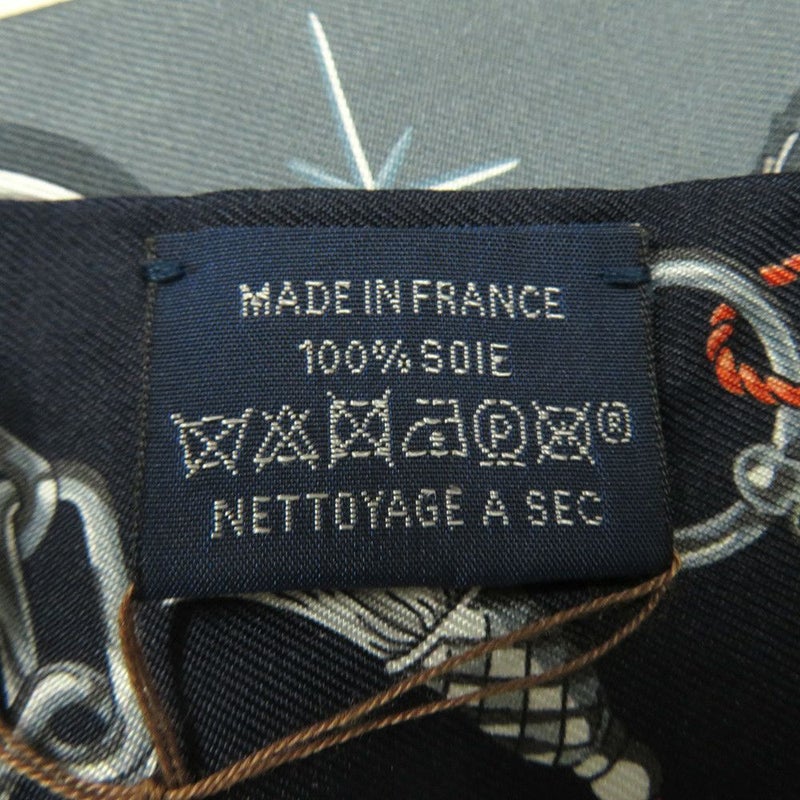 MADE IN FRANCE
100% SOIE
P ®
NETTOYAGE A SEC